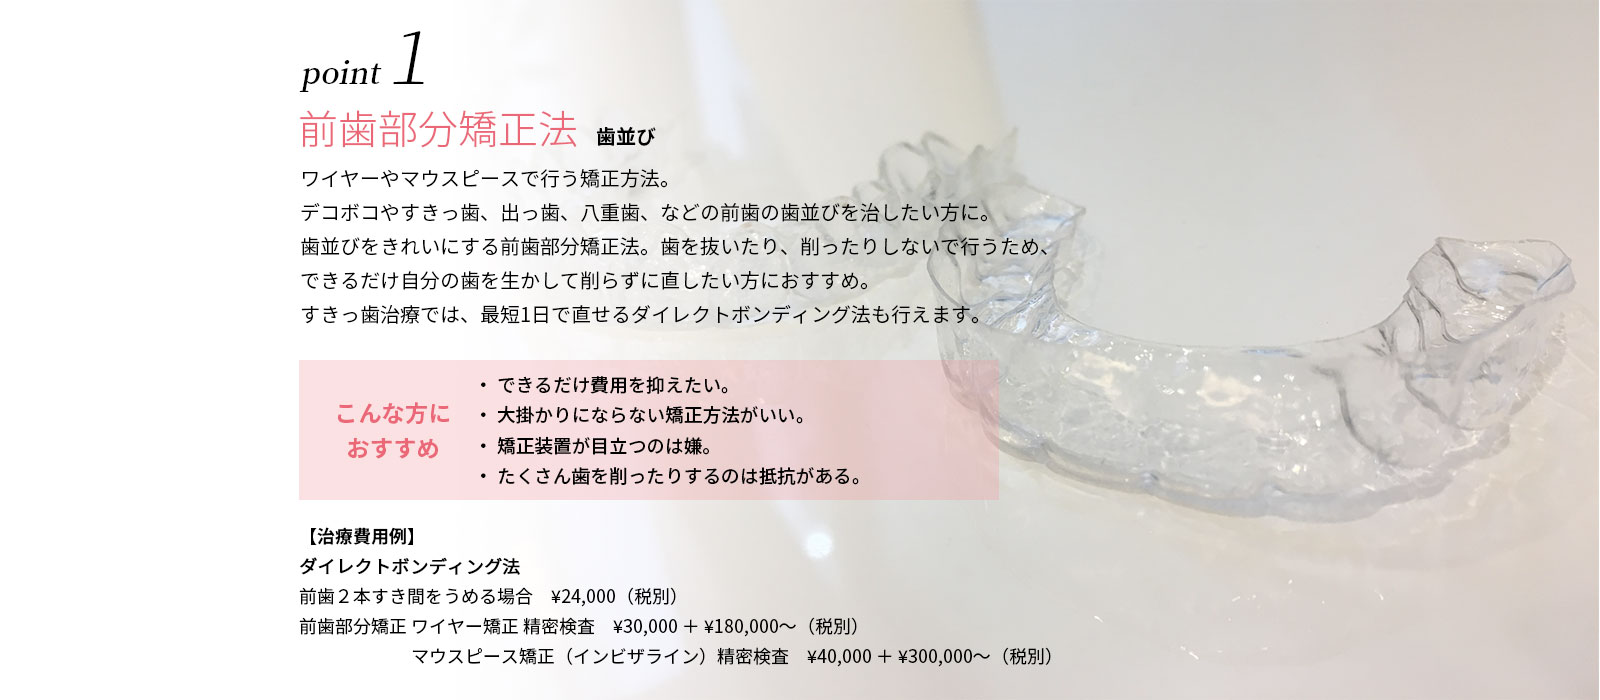 point 1
前歯部分矯正法 歯並び
ワイヤーやマウスピースで行う矯正方法。
デコボコやすきっ歯、出っ歯、八重歯、などの前歯の歯並びを治したい方に。
歯並びをきれいにする前歯部分矯正法。歯を抜いたり、削ったりしないで行うため、
できるだけ自分の歯を生かして削らずに直したい方におすすめ。
すきっ歯治療では、最短1日で直せるダイレクトボンディング法も行えます。
こんな方に
おすすめ
・ できるだけ費用を抑えたい。
・ 大掛かりにならない矯正方法がいい。
・ 矯正装置が目立つのは嫌。
・ たくさん歯を削ったりするのは抵抗がある。
【治療費用例】
ダイレクトボンディング法
前歯２本すき間をうめる場合　¥24,000（税別）
前歯部分矯正 ワイヤー矯正 精密検査　¥30,000 ＋ ¥180,000〜（税別）
マウスピース矯正（インビザライン）精密検査　¥40,000 ＋ ¥300,000〜（税別）